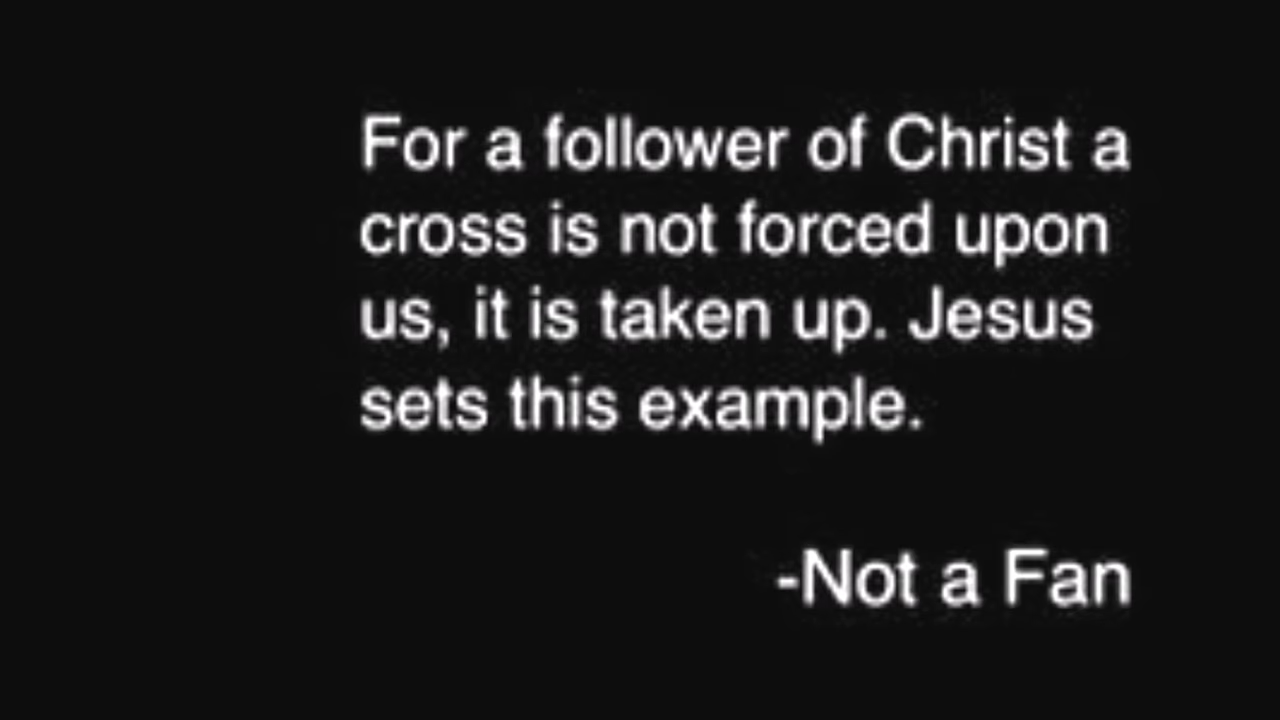 For a follower of Christ a
cross is not forced upon
us, it is taken up. Jesus
sets this example.
-Not a Fan